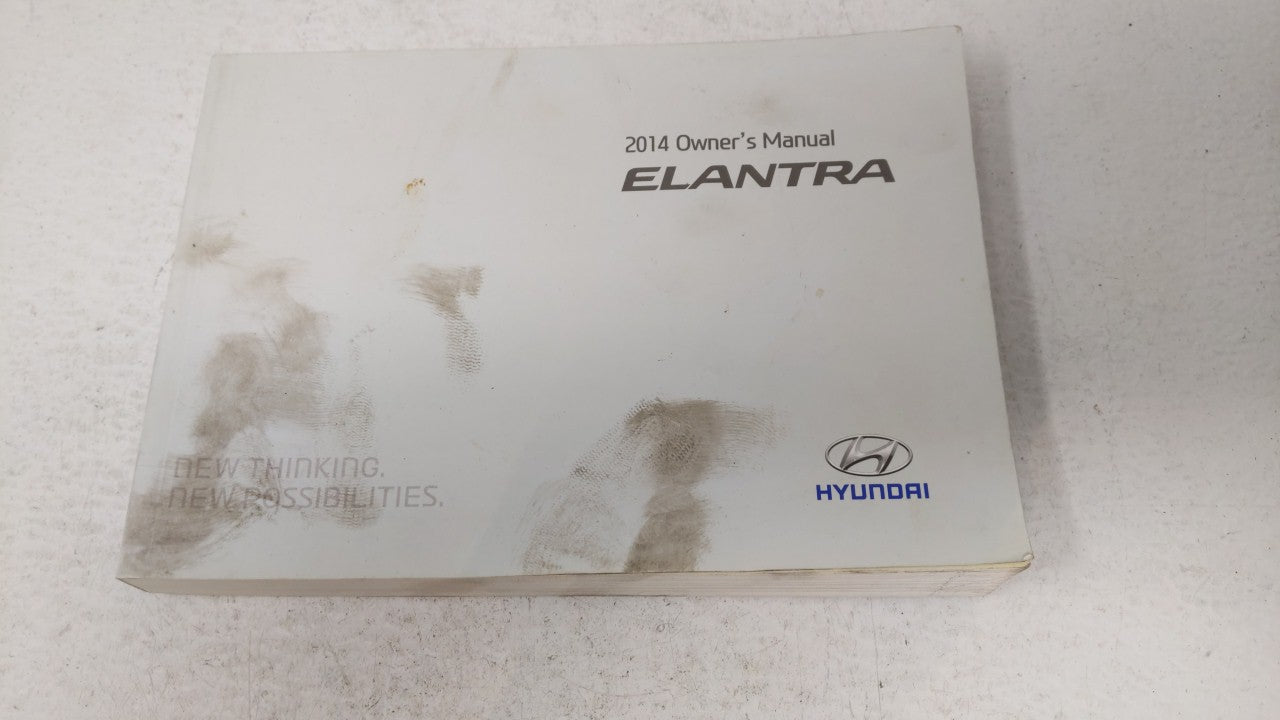 2014 Owner's Manual
ELANTRA
NEW THINKING.
NEW POSSIBILITIES.
HYUNDAI